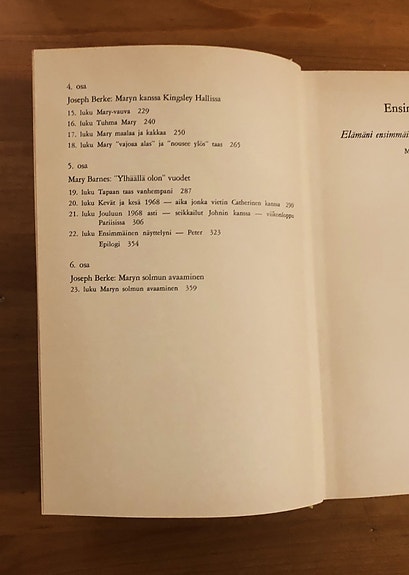 4. osa
Joseph Berke: Maryn kanssa Kingsley Hallissa
15. luku Mary-vauva 229
16. luku Tuhma Mary 240
17. luku Mary maalaa ja kakkaa 250
18. luku Mary "vajoaa alas" ja "nousee ylös" taas 265
5. osa
Mary Barnes: "Ylhäällä olon" vuodet
19. luku Tapaan taas vanhempani 287
20. luku Kevät ja kesä 1968 — aika jonka vietin Catherinen kanssa 290
21. luku Jouluun 1968 asti — seikkailut Johnin kanssa — viikonloppu
Pariisissa 306
22. luku Ensimmäinen näyttelyni — Peter 323
Epilogi 354
6. osa
Joseph Berke: Maryn solmun avaaminen
23. luku Maryn solmun avaaminen 359
Ensim
Elämäni ensimmäi
M